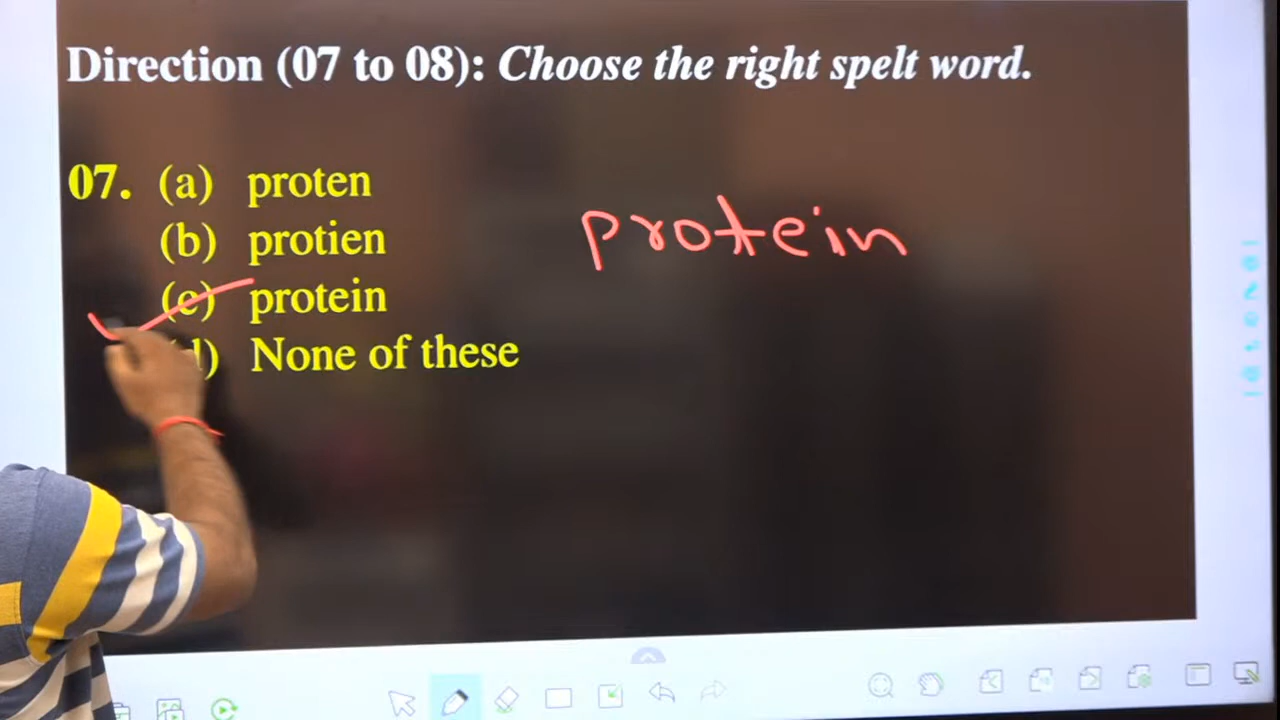 Direction (07 to 08): Choose the right spelt word.
07. (a) proten
(b) protien
protein
(c) protein
(d) None of these